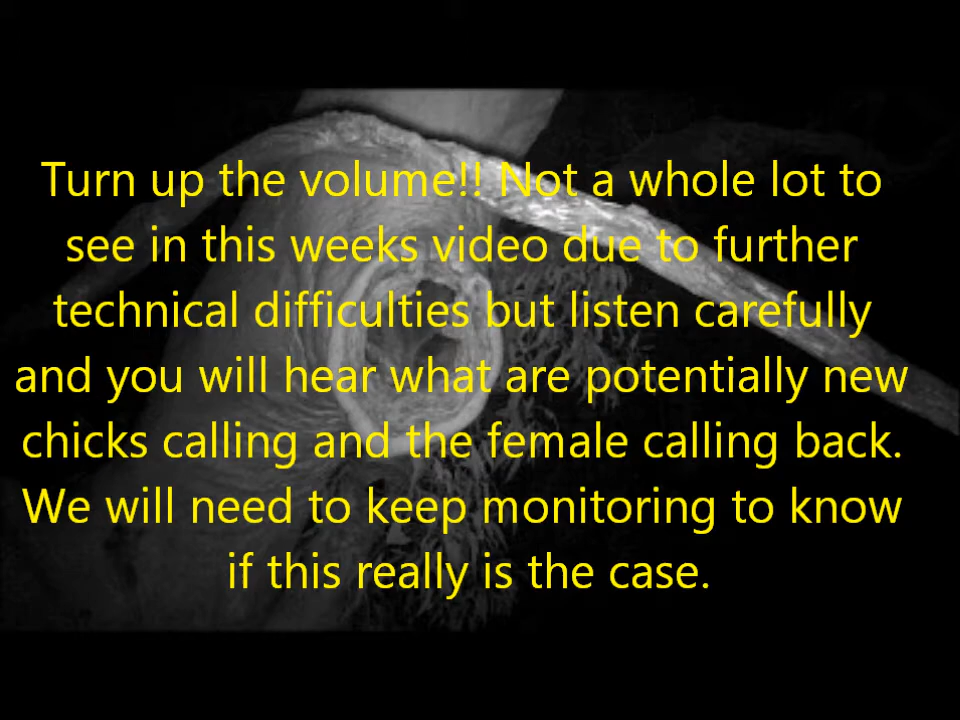 Turn up the volume!! Not a whole lot to
see in this weeks video due to further
technical difficulties but listen carefully
and you will hear what are potentially new
chicks calling and the female calling back.
We will need to keep monitoring to know
if this really is the case.